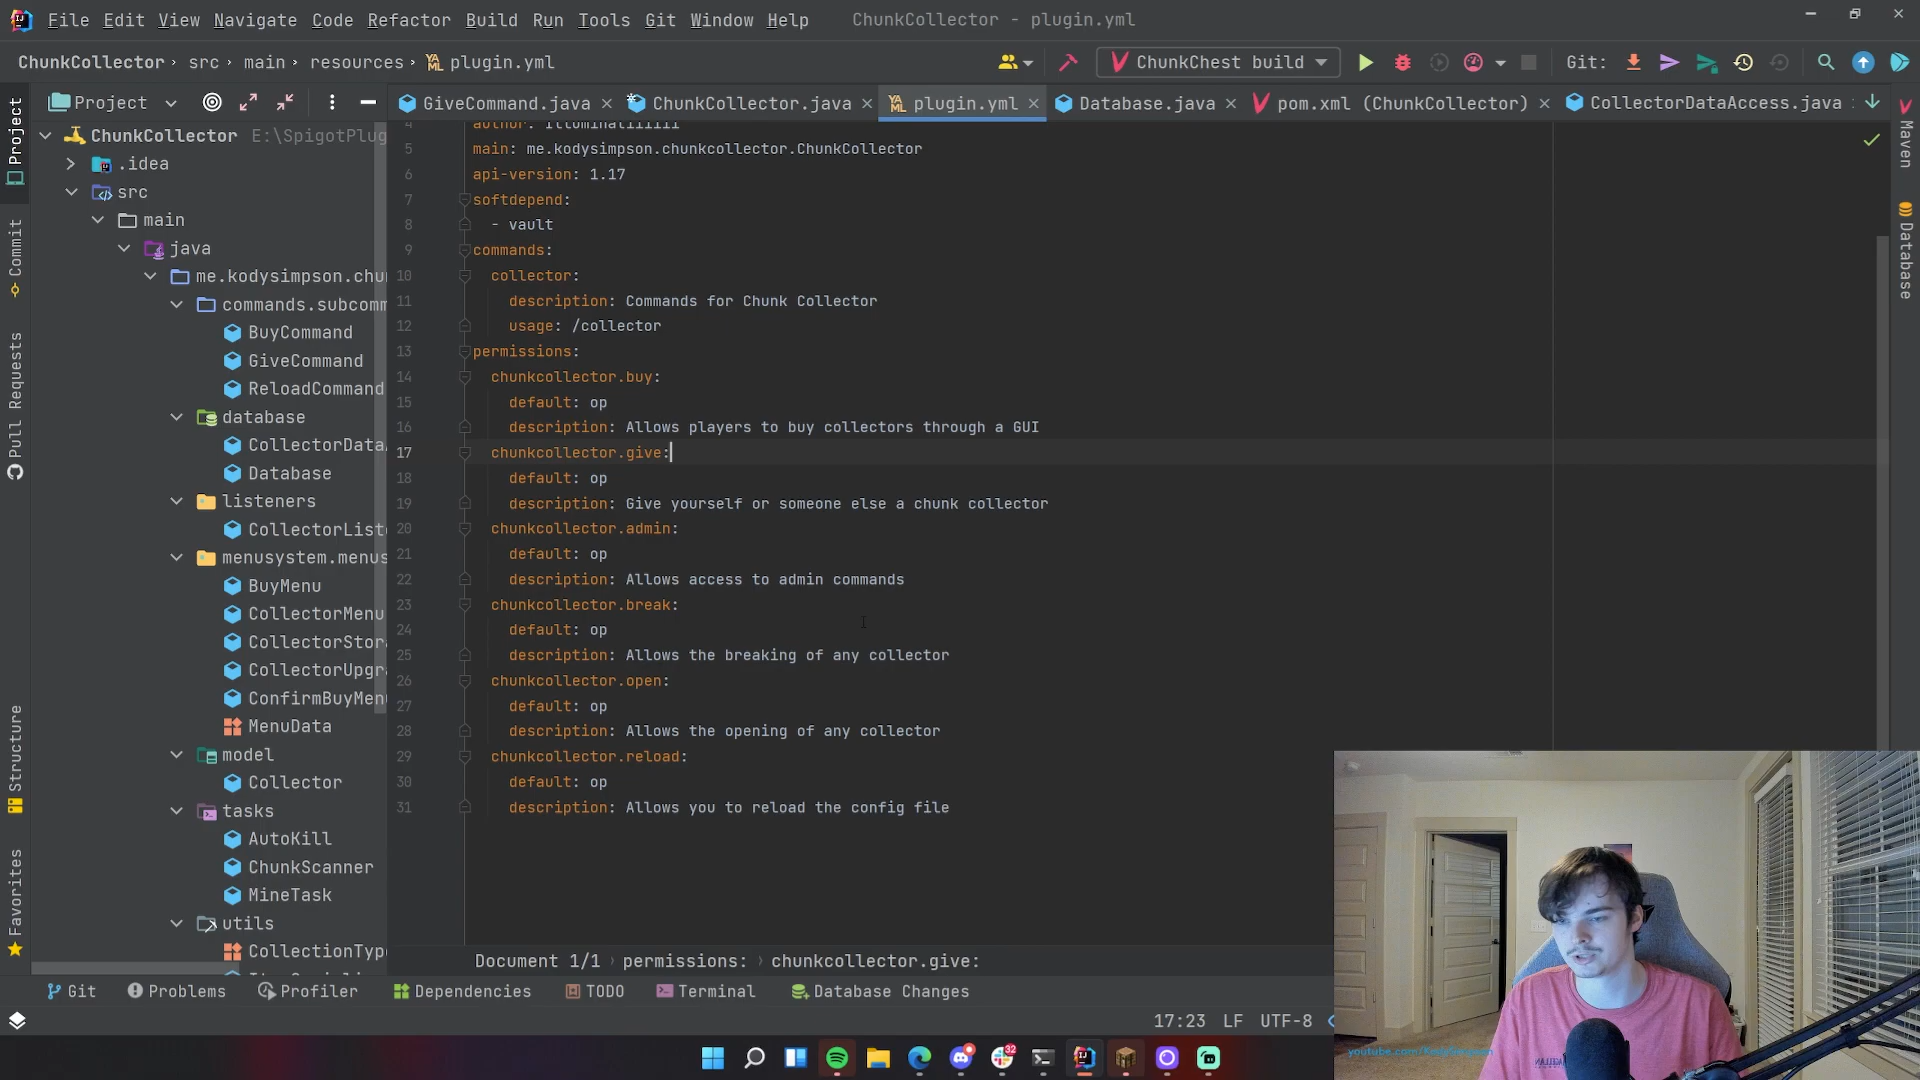 File Edit View Navigate Code Refactor Build Run Tools Git Window Help ChunkCollector - plugin.yml
ChunkCollector › src › main › resources › plugin.yml ChunkChest build Git:
Project GiveCommand.java ChunkCollector.java plugin.yml Database.java pom.xml (ChunkCollector) CollectorDataAccess.java
ChunkCollector E:\SpigotPlug
.idea
src
main
java
me.kodysimpson.chu
commands.subcomm
BuyCommand
GiveCommand
ReloadCommand
database
CollectorData
Database
listeners
CollectorListe
menusystem.menus
BuyMenu
CollectorMenu
CollectorStor
CollectorUpgr
ConfirmBuyMen
MenuData
model
Collector
tasks
AutoKill
ChunkScanner
MineTask
utils
CollectionType
4 author:
5 main: me.kodysimpson.chunkcollector.ChunkCollector
6 api-version: 1.17
7 softdepend:
8 - vault
9 commands:
10 collector:
11 description: Commands for Chunk Collector
12 usage: /collector
13 permissions:
14 chunkcollector.buy:
15 default: op
16 description: Allows players to buy collectors through a GUI
17 chunkcollector.give:
18 default: op
19 description: Give yourself or someone else a chunk collector
20 chunkcollector.admin:
21 default: op
22 description: Allows access to admin commands
23 chunkcollector.break:
24 default: op
25 description: Allows the breaking of any collector
26 chunkcollector.open:
27 default: op
28 description: Allows the opening of any collector
29 chunkcollector.reload:
30 default: op
31 description: Allows you to reload the config file
Document 1/1 › permissions: › chunkcollector.give:
Git Problems Profiler Dependencies TODO Terminal Database Changes
17:23 LF UTF-8
Project
Commit
Pull Requests
Structure
Favorites
Maven
Database
32
youtube.com/KodySimpson